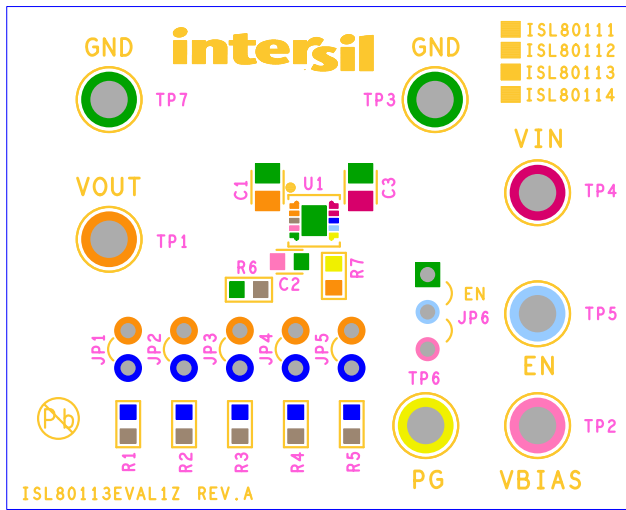 GND
intersil
GND
ISL80111
ISL80112
ISL80113
ISL80114
TP7
TP3
VIN
VOUT
C1
U1
C3
TP4
TP1
R6
C2
R7
EN
JP6
TP5
JP1
JP2
JP3
JP4
JP5
EN
TP6
Pb
TP2
R1
R2
R3
R4
R5
PG
VBIAS
ISL80113EVAL1Z REV.A